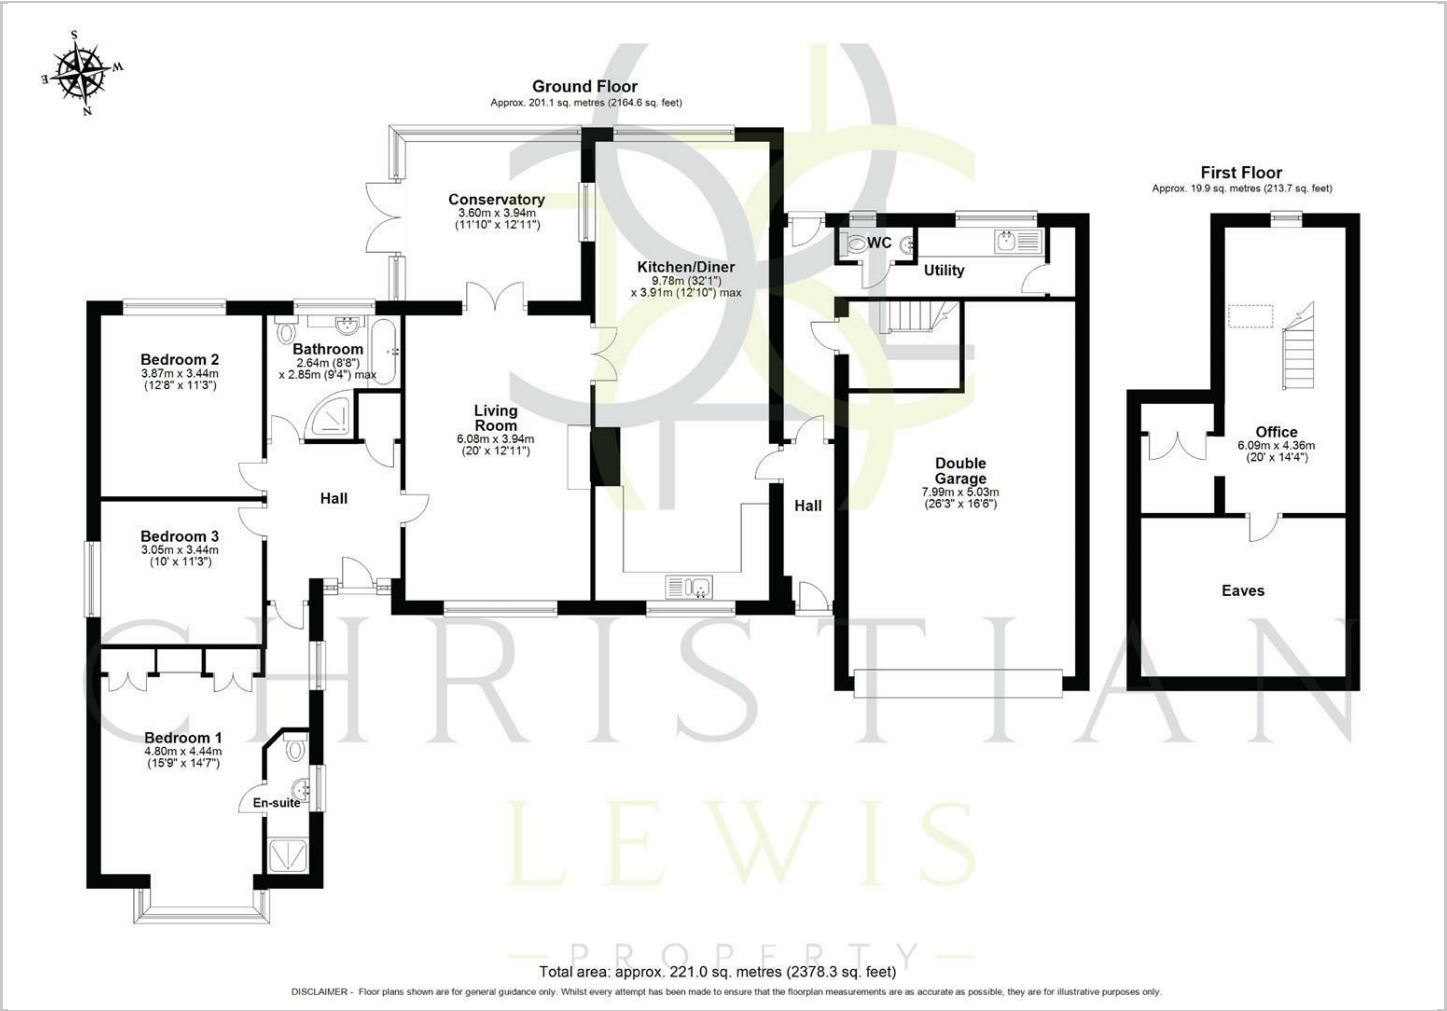 S
W
E
N
Ground Floor
Approx. 201.1 sq. metres (2164.6 sq. feet)
First Floor
Approx. 19.9 sq. metres (213.7 sq. feet)
Conservatory
3.60m x 3.94m
(11'10" x 12'11")
Kitchen/Diner
9.78m (32'1")
x 3.91m (12'10") max
WC
Utility
Bedroom 2
3.87m x 3.44m
(12'8" x 11'3")
Bathroom
2.64m (8'8")
x 2.85m (9'4") max
Living
Room
6.08m x 3.94m
(20' x 12'11")
Hall
Bedroom 3
3.05m x 3.44m
(10' x 11'3")
Hall
Double
Garage
7.99m x 5.03m
(26'3" x 16'6")
Office
6.09m x 4.36m
(20' x 14'4")
Eaves
Bedroom 1
4.80m x 4.44m
(15'9" x 14'7")
En-suite
CHRISTIAN
LEWIS
PROPERTY
Total area: approx. 221.0 sq. metres (2378.3 sq. feet)
DISCLAIMER - Floor plans shown are for general guidance only. Whilst every attempt has been made to ensure that the floorplan measurements are as accurate as possible, they are for illustrative purposes only.